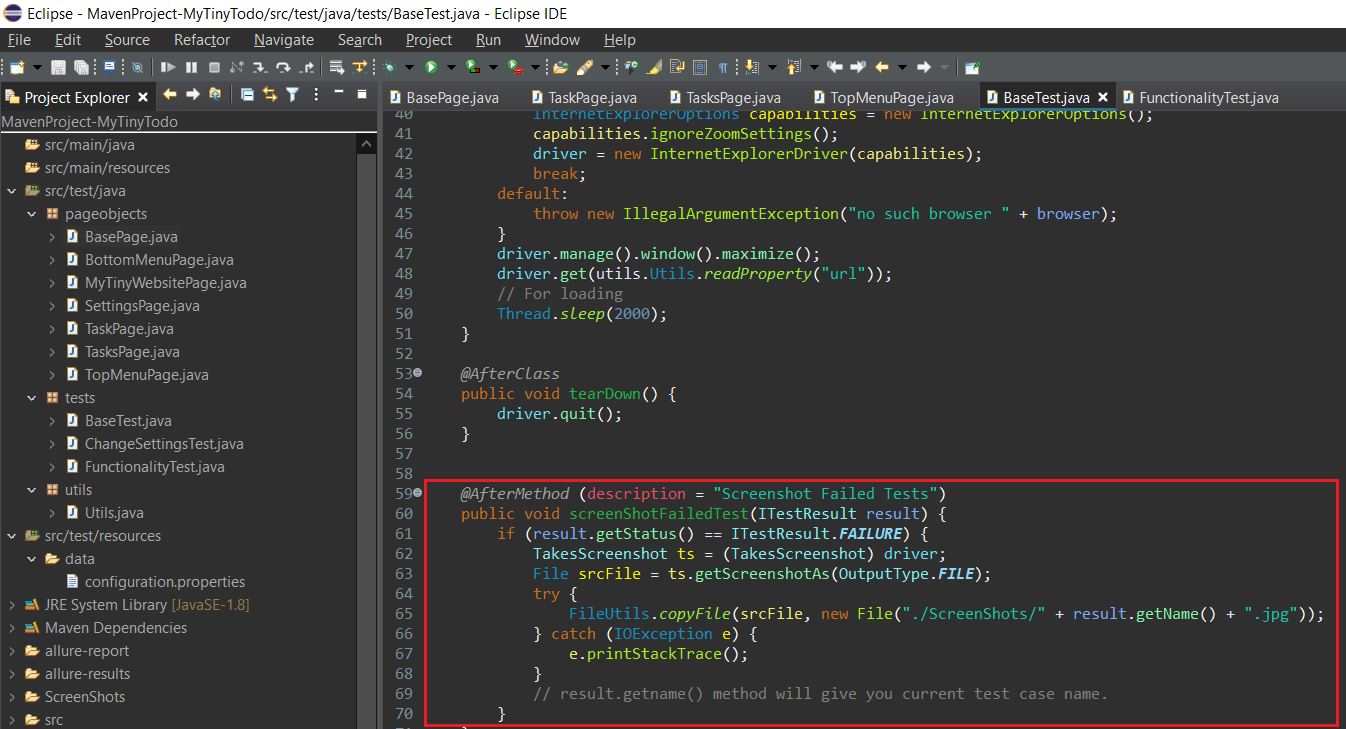 Eclipse - MavenProject-MyTinyTodo/src/test/java/tests/BaseTest.java - Eclipse IDE
File Edit Source Refactor Navigate Search Project Run Window Help
Project Explorer
MavenProject-MyTinyTodo
src/main/java
src/main/resources
src/test/java
pageobjects
BasePage.java
BottomMenuPage.java
MyTinyWebsitePage.java
SettingsPage.java
TaskPage.java
TasksPage.java
TopMenuPage.java
tests
BaseTest.java
ChangeSettingsTest.java
FunctionalityTest.java
utils
Utils.java
src/test/resources
data
configuration.properties
JRE System Library [JavaSE-1.8]
Maven Dependencies
allure-report
allure-results
ScreenShots
src
BasePage.java TaskPage.java TasksPage.java TopMenuPage.java BaseTest.java FunctionalityTest.java
40 InternetExplorerOptions capabilities = new InternetExplorerOptions();
41 capabilities.ignoreZoomSettings();
42 driver = new InternetExplorerDriver(capabilities);
43 break;
44 default:
45 throw new IllegalArgumentException("no such browser " + browser);
46 }
47 driver.manage().window().maximize();
48 driver.get(utils.Utils.readProperty("url"));
49 // For loading
50 Thread.sleep(2000);
51 }
52
53 @AfterClass
54 public void tearDown() {
55 driver.quit();
56 }
57
58
59 @AfterMethod (description = "Screenshot Failed Tests")
60 public void screenShotFailedTest(ITestResult result) {
61 if (result.getStatus() == ITestResult.FAILURE) {
62 TakesScreenshot ts = (TakesScreenshot) driver;
63 File srcFile = ts.getScreenshotAs(OutputType.FILE);
64 try {
65 FileUtils.copyFile(srcFile, new File("./ScreenShots/" + result.getName() + ".jpg"));
66 } catch (IOException e) {
67 e.printStackTrace();
68 }
69 // result.getname() method will give you current test case name.
70 }